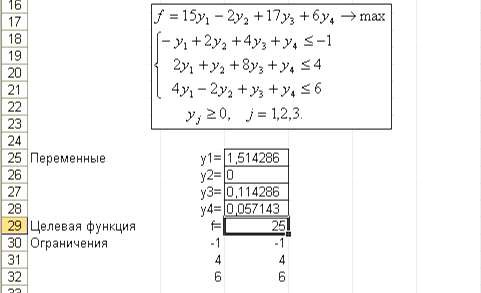 16
17 f = 15y₁ − 2y₂ + 17y₃ + 6y₄ → max
18 − y₁ + 2y₂ + 4y₃ + y₄ ≤ −1
19
20 2y₁ + y₂ + 8y₃ + y₄ ≤ 4
21 4y₁ − 2y₂ + y₃ + y₄ ≤ 6
22
23 yⱼ ≥ 0, j = 1,2,3.
24
25 Переменные y1= 1,514286
26 y2= 0
27 y3= 0,114286
28 y4= 0,057143
29 Целевая функция f= 25
30 Ограничения -1 -1
31 4 4
32 6 6
33